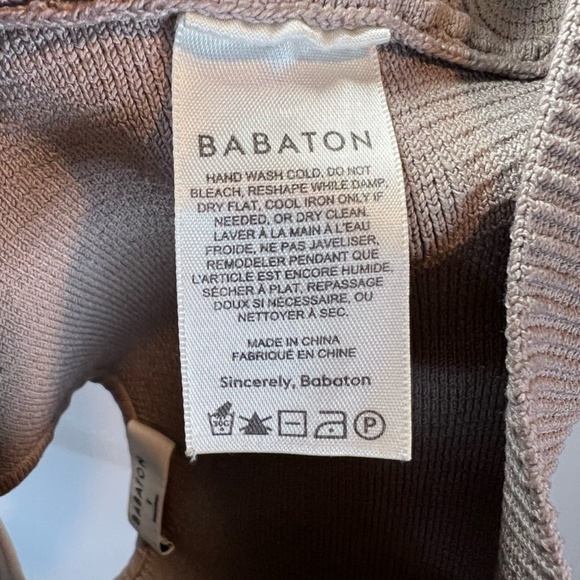 BABATON
HAND WASH COLD, DO NOT
BLEACH, RESHAPE WHILE DAMP,
DRY FLAT, COOL IRON ONLY IF
NEEDED, OR DRY CLEAN.
LAVER À LA MAIN À L'EAU
FROIDE, NE PAS JAVELISER,
REMODELER PENDANT QUE
L'ARTICLE EST ENCORE HUMIDE,
SÉCHER À PLAT, REPASSAGE
DOUX SI NÉCESSAIRE, OU
NETTOYER À SEC.
MADE IN CHINA
FABRIQUÉ EN CHINE
Sincerely, Babaton
30C
P
BABATON
L